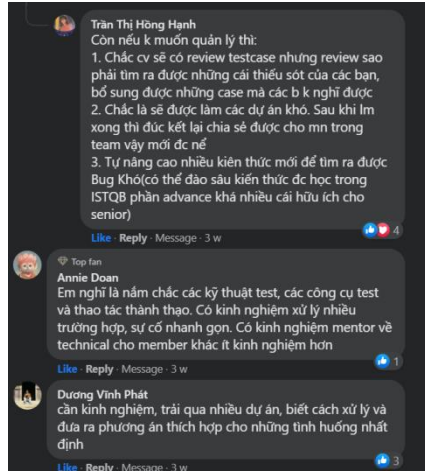 Trần Thị Hồng Hạnh
Còn nếu k muốn quản lý thì:
1. Chắc cv sẽ có review testcase nhưng review sao
phải tìm ra được những cái thiếu sót của các bạn,
bổ sung được những case mà các b k nghĩ được
2. Chắc là sẽ được làm các dự án khó. Sau khi lm
xong thì đúc kết lại chia sẻ được cho mn trong
team vậy mới đc nể
3. Tự nâng cao nhiều kiên thức mới để tìm ra được
Bug Khó(có thể đào sâu kiến thức đc học trong
ISTQB phần advance khá nhiều cái hữu ích cho
senior)
Like · Reply · Message · 3 w
4
Top fan
Annie Doan
Em nghĩ là nắm chắc các kỹ thuật test, các công cụ test
và thao tác thành thạo. Có kinh nghiệm xử lý nhiều
trường hợp, sự cố nhanh gọn. Có kinh nghiệm mentor về
technical cho member khác ít kinh nghiệm hơn
Like · Reply · Message · 3 w
1
Dương Vĩnh Phát
cần kinh nghiệm, trải qua nhiều dự án, biết cách xử lý và
đưa ra phương án thích hợp cho những tình huống nhất
định
Like · Reply · Message · 3 w
3